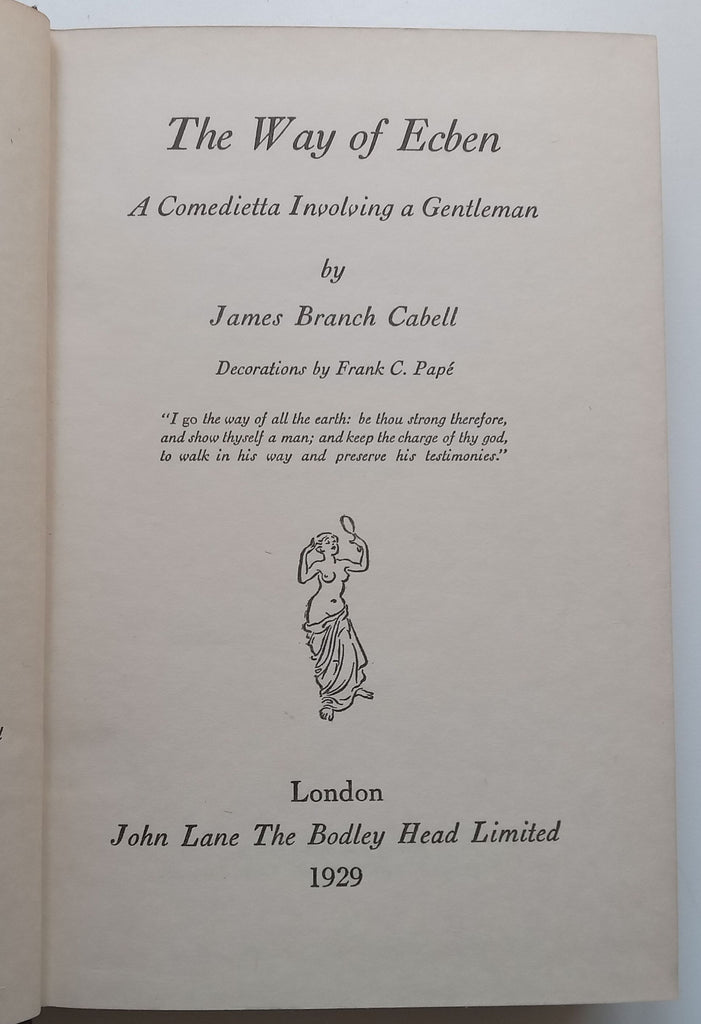 The Way of Ecben
A Comedietta Involving a Gentleman
by
James Branch Cabell
Decorations by Frank C. Papé
“I go the way of all the earth: be thou strong therefore,
and show thyself a man; and keep the charge of thy god,
to walk in his way and preserve his testimonies.”
London
John Lane The Bodley Head Limited
1929